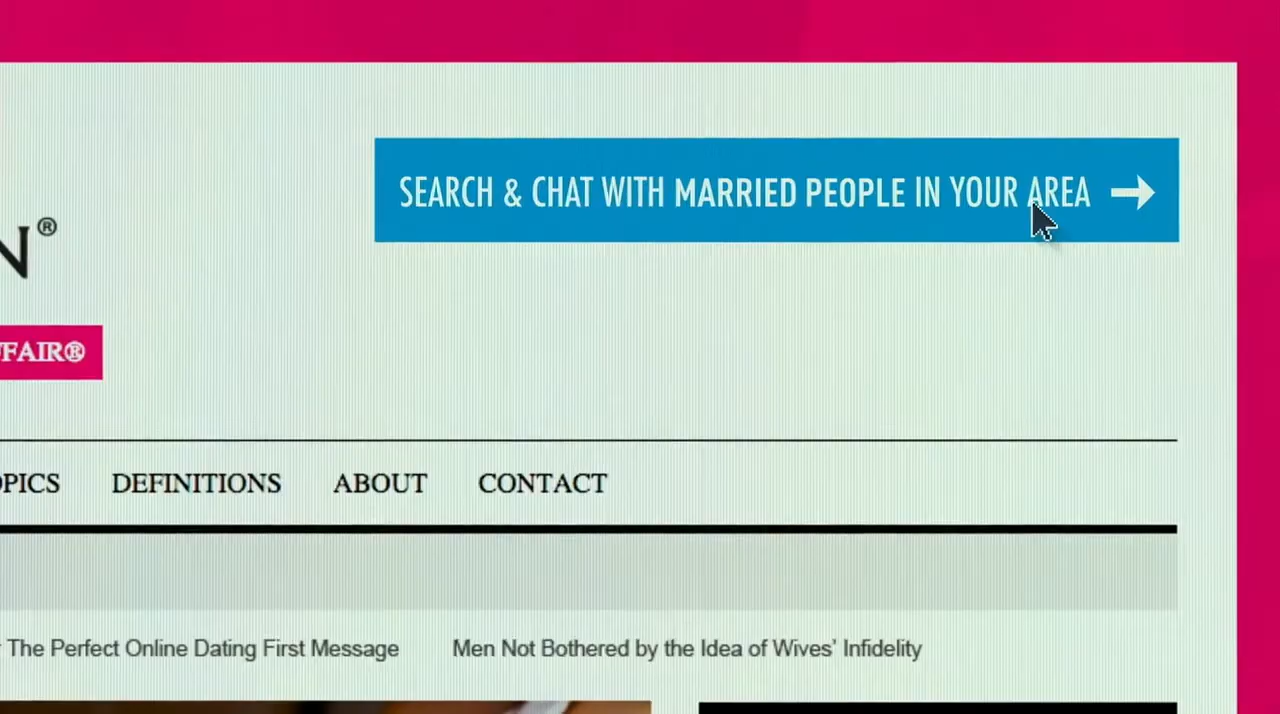 SEARCH & CHAT WITH MARRIED PEOPLE IN YOUR AREA
N®
FAIR®
OPICS DEFINITIONS ABOUT CONTACT
The Perfect Online Dating First Message Men Not Bothered by the Idea of Wives’ Infidelity